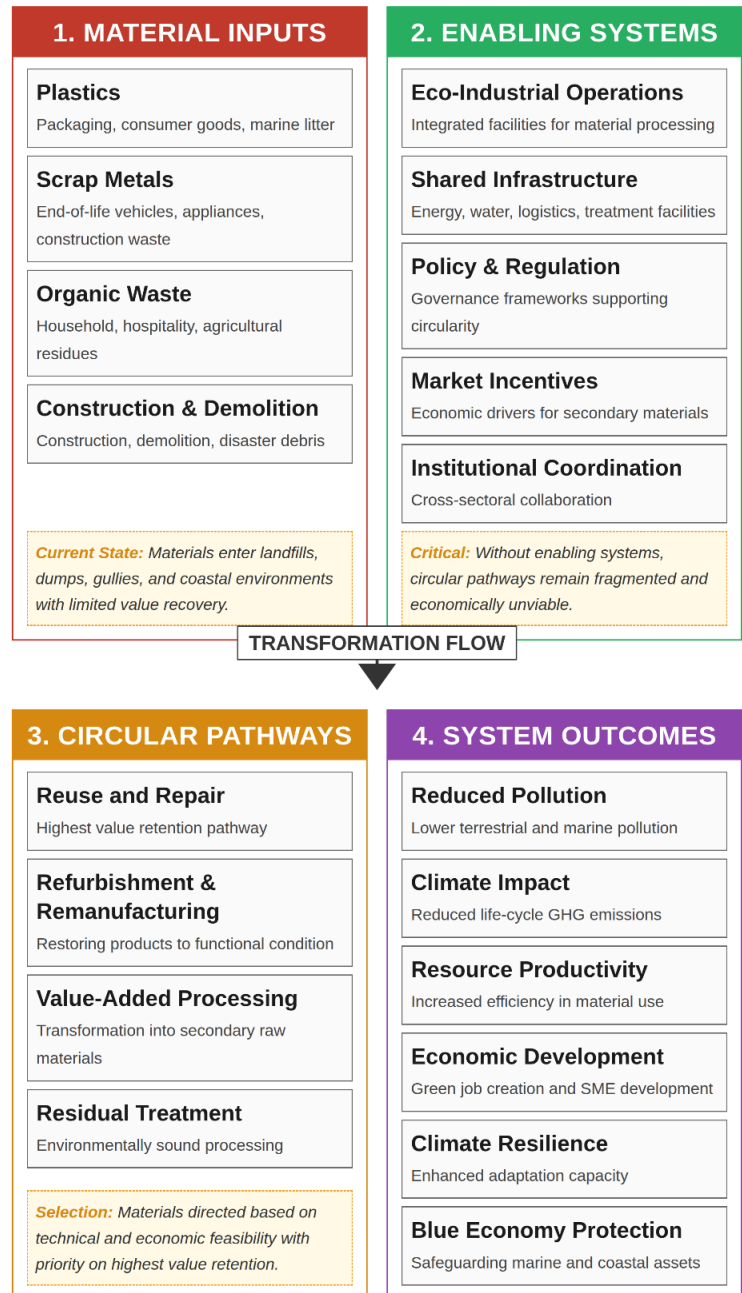 1. MATERIAL INPUTS
Plastics
Packaging, consumer goods, marine litter
Scrap Metals
End-of-life vehicles, appliances,
construction waste
Organic Waste
Household, hospitality, agricultural
residues
Construction & Demolition
Construction, demolition, disaster debris
Current State: Materials enter landfills,
dumps, gullies, and coastal environments
with limited value recovery.
2. ENABLING SYSTEMS
Eco-Industrial Operations
Integrated facilities for material processing
Shared Infrastructure
Energy, water, logistics, treatment facilities
Policy & Regulation
Governance frameworks supporting
circularity
Market Incentives
Economic drivers for secondary materials
Institutional Coordination
Cross-sectoral collaboration
Critical: Without enabling systems,
circular pathways remain fragmented and
economically unviable.
TRANSFORMATION FLOW
3. CIRCULAR PATHWAYS
Reuse and Repair
Highest value retention pathway
Refurbishment &
Remanufacturing
Restoring products to functional condition
Value-Added Processing
Transformation into secondary raw
materials
Residual Treatment
Environmentally sound processing
Selection: Materials directed based on
technical and economic feasibility with
priority on highest value retention.
4. SYSTEM OUTCOMES
Reduced Pollution
Lower terrestrial and marine pollution
Climate Impact
Reduced life-cycle GHG emissions
Resource Productivity
Increased efficiency in material use
Economic Development
Green job creation and SME development
Climate Resilience
Enhanced adaptation capacity
Blue Economy Protection
Safeguarding marine and coastal assets